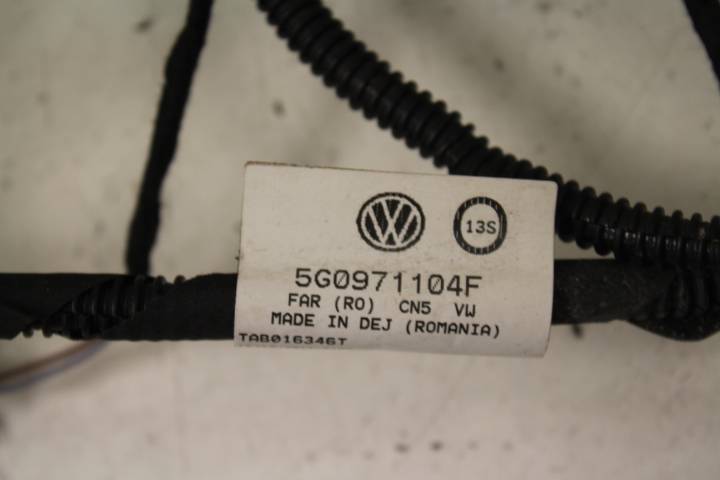 13S
5G0971104F
FAR (RO) CN5 VW
MADE IN DEJ (ROMANIA)
TAB016346T